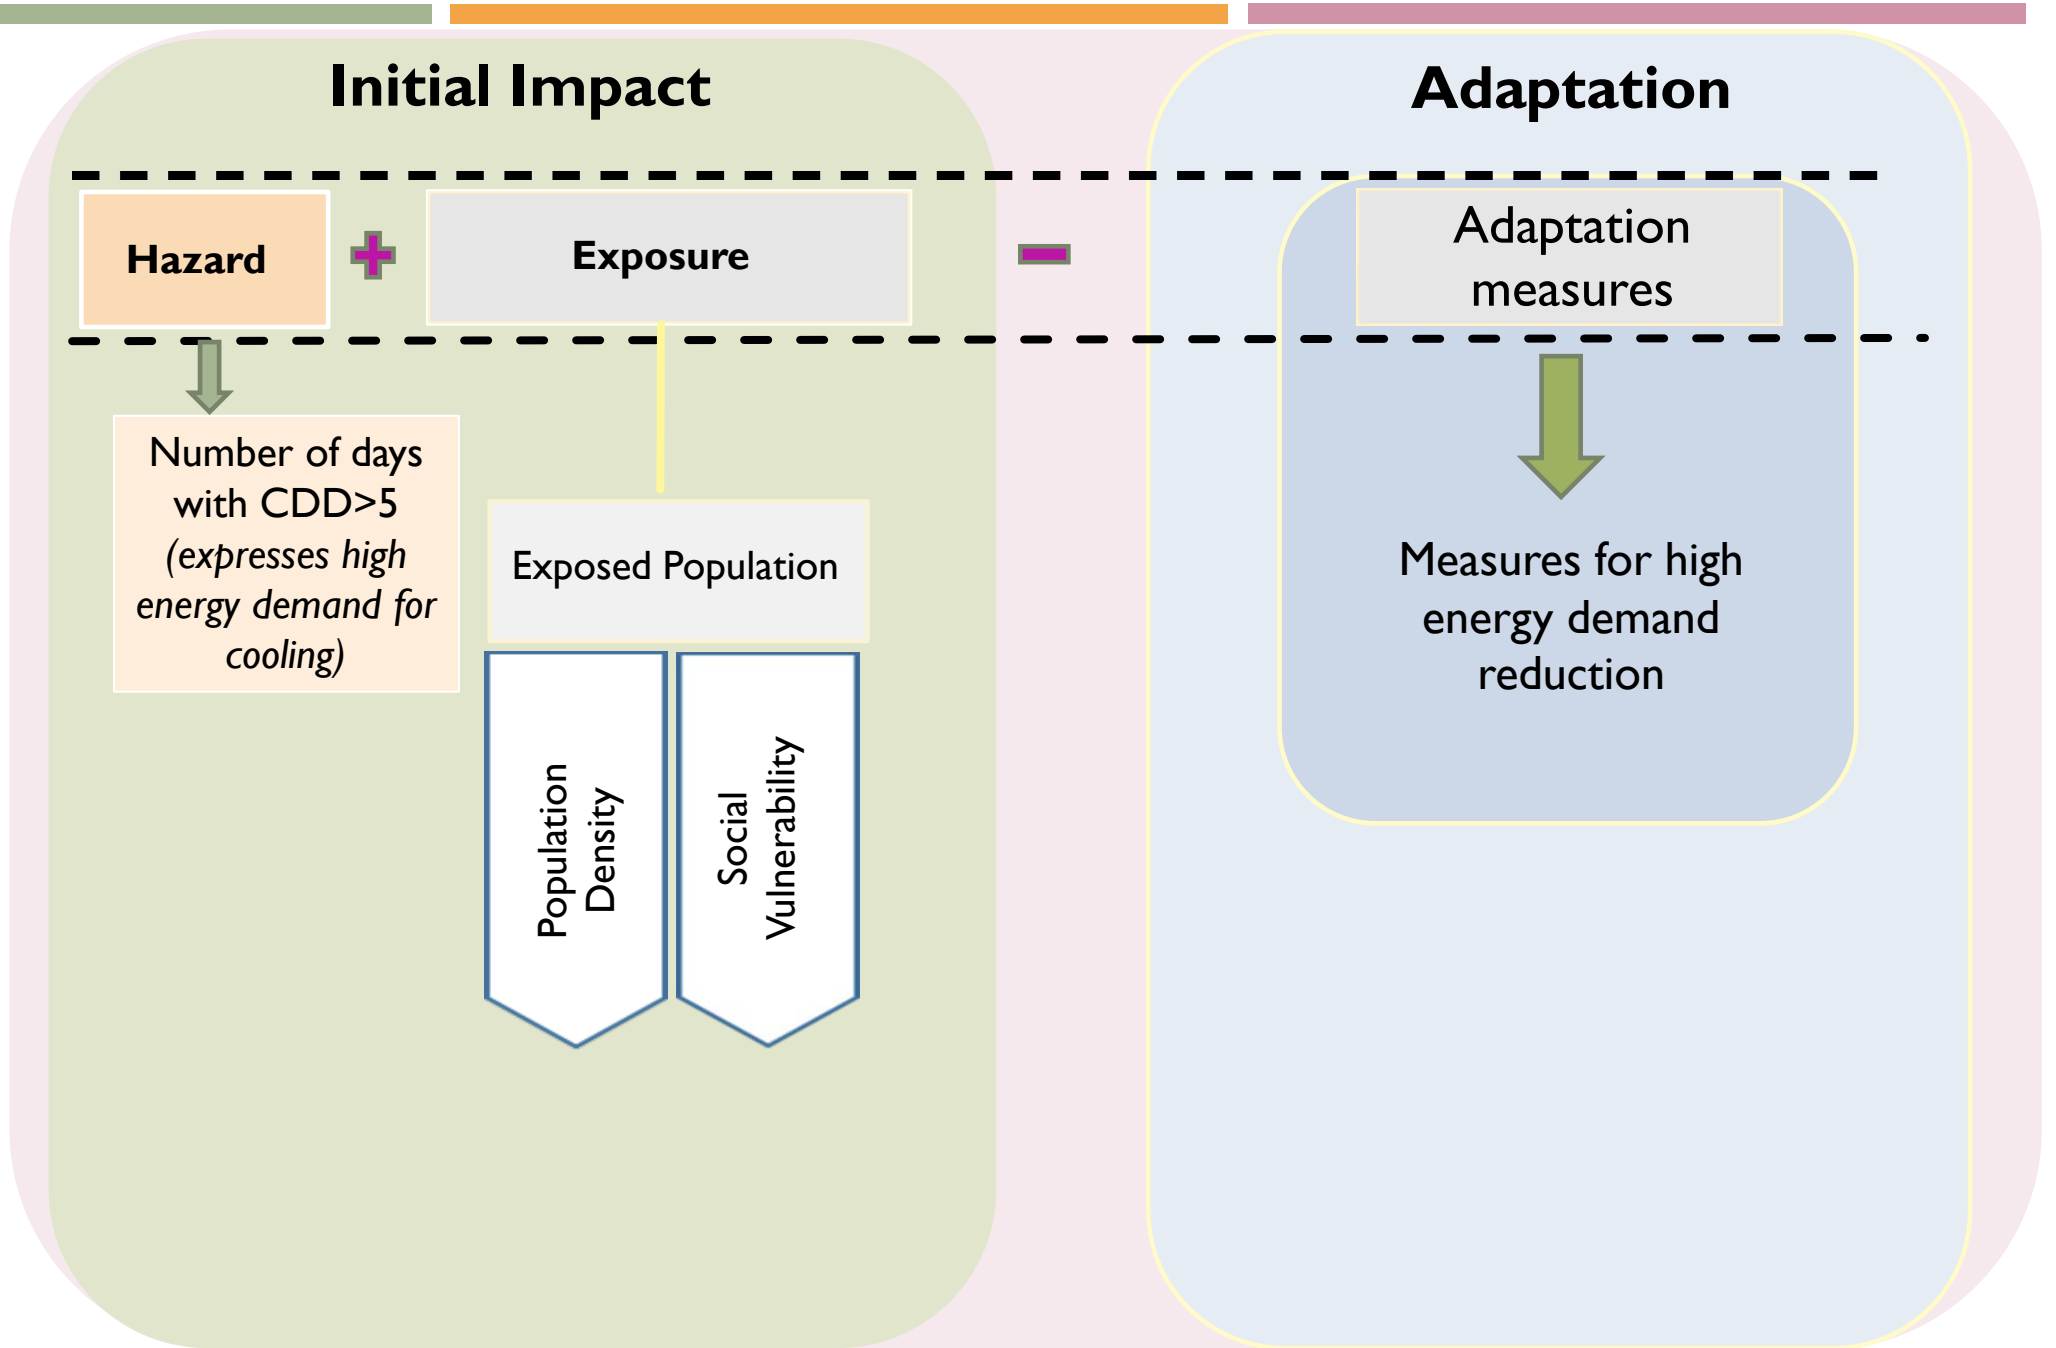 Initial Impact
Adaptation
Hazard
Exposure
Adaptation
measures
Number of days
with CDD>5
(expresses high
energy demand for
cooling)
Exposed Population
Population
Density
Social
Vulnerability
Measures for high
energy demand
reduction